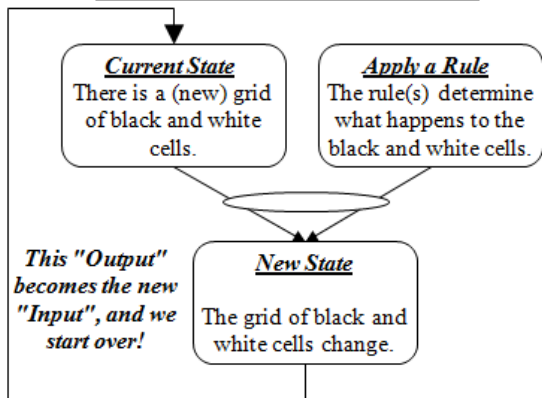 Current State
There is a (new) grid
of black and white
cells.
Apply a Rule
The rule(s) determine
what happens to the
black and white cells.
This "Output"
becomes the new
"Input", and we
start over!
New State
The grid of black and
white cells change.